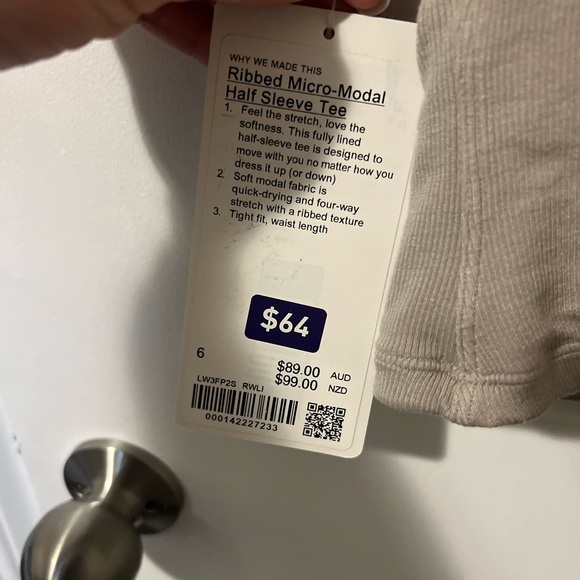 WHY WE MADE THIS
Ribbed Micro-Modal
Half Sleeve Tee
1. Feel the stretch, love the
softness. This fully lined
half-sleeve tee is designed to
move with you no matter how you
dress it up (or down)
2. Soft modal fabric is
quick-drying and four-way
stretch with a ribbed texture
3. Tight fit, waist length
$64
6
$89.00 AUD
$99.00 NZD
LW3FP2S RWLI
000142227233